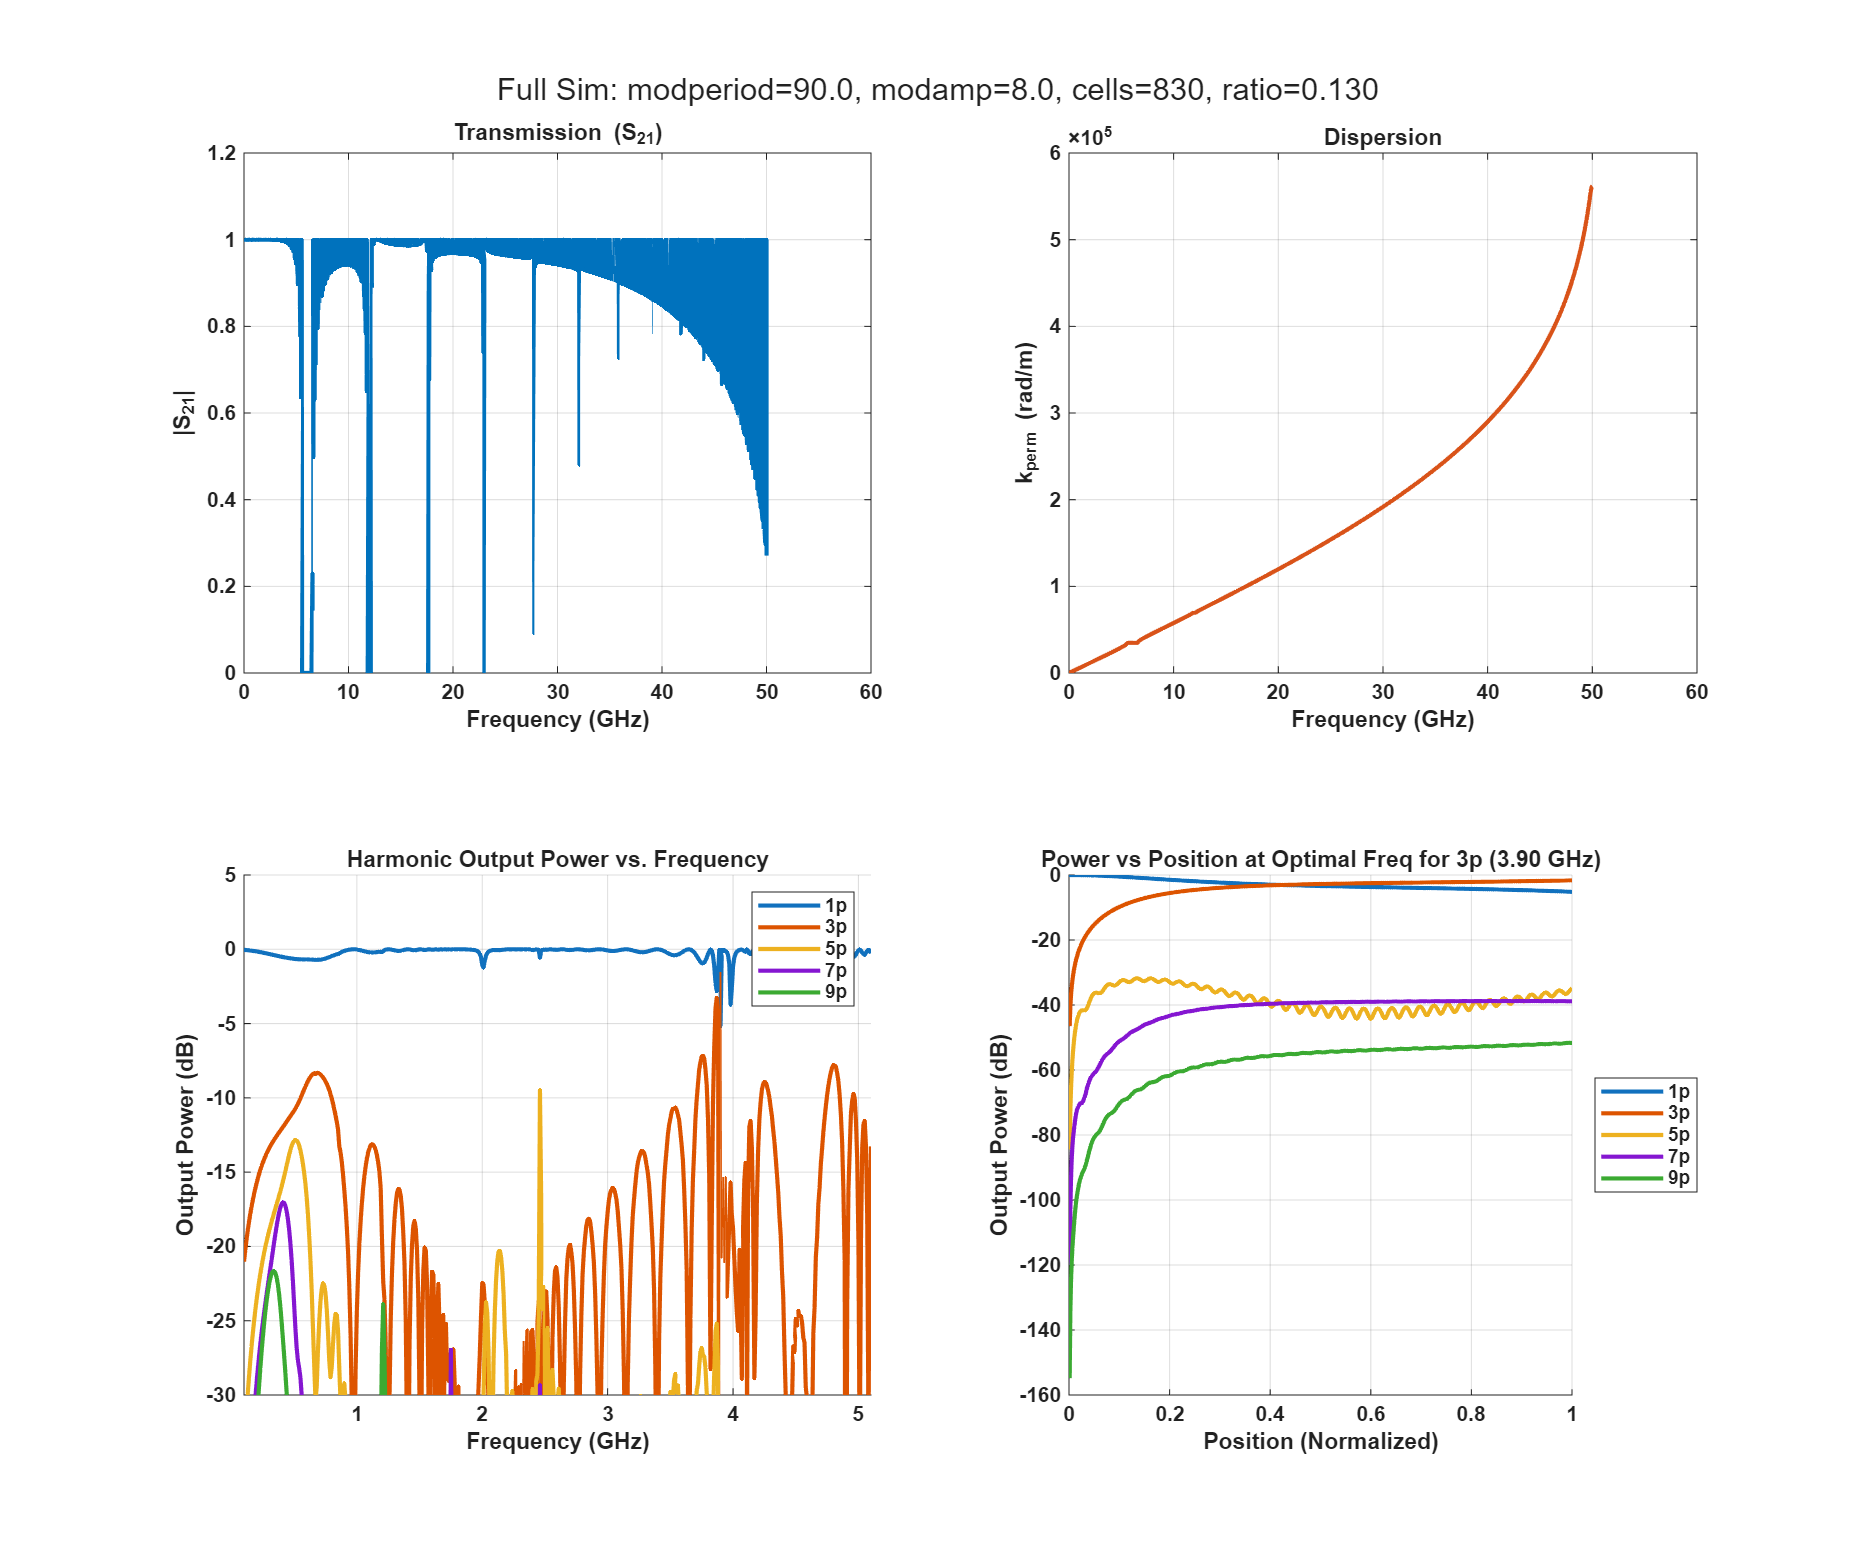 Full Sim: modperiod=90.0, modamp=8.0, cells=830, ratio=0.130
Transmission (S21)
1.2
1
0.8
0.6
0.4
0.2
0
|S21|
0 10 20 30 40 50 60
Frequency (GHz)
×10^5
Dispersion
6
5
4
3
2
1
0
kperm (rad/m)
0 10 20 30 40 50 60
Frequency (GHz)
Harmonic Output Power vs. Frequency
5
0
-5
-10
-15
-20
-25
-30
Output Power (dB)
1p
3p
5p
7p
9p
1 2 3 4 5
Frequency (GHz)
Power vs Position at Optimal Freq for 3p (3.90 GHz)
0
-20
-40
-60
-80
-100
-120
-140
-160
Output Power (dB)
1p
3p
5p
7p
9p
0 0.2 0.4 0.6 0.8 1
Position (Normalized)